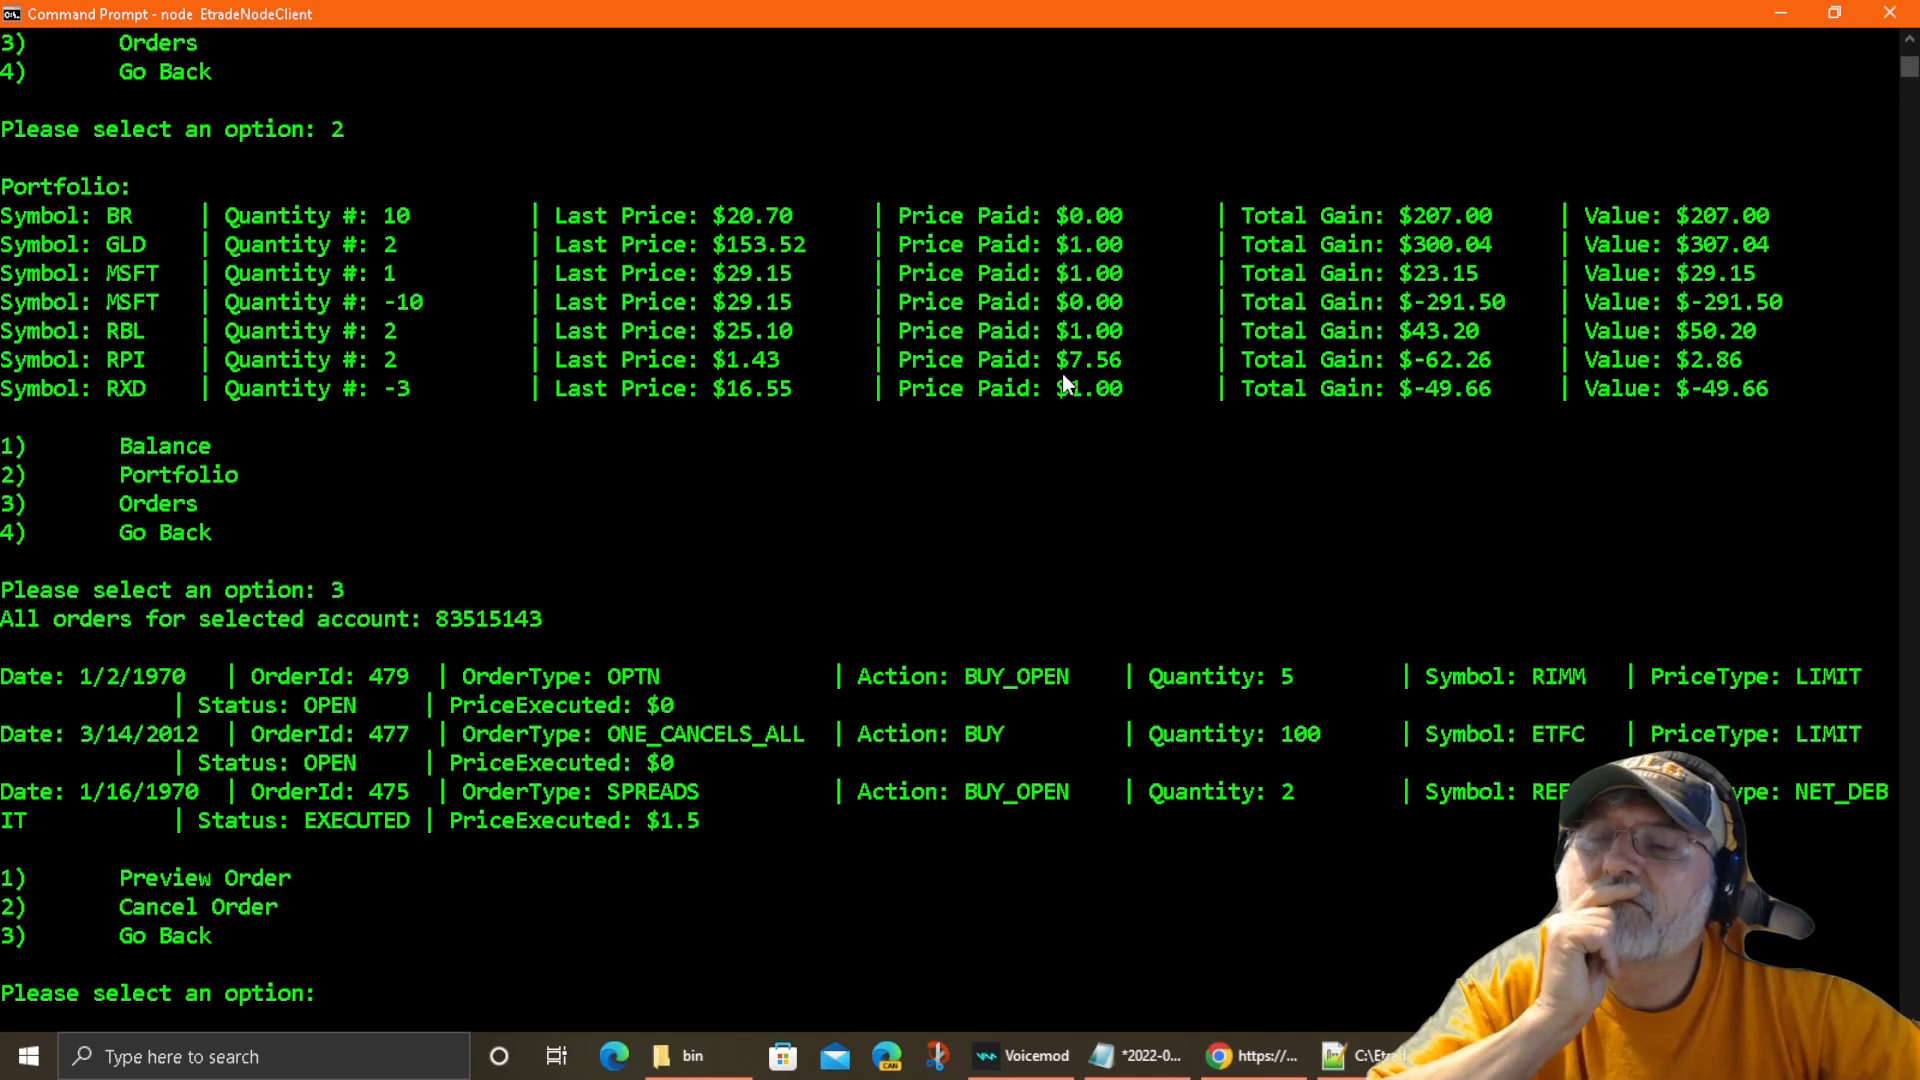 Command Prompt - node EtradeNodeClient
3) Orders
4) Go Back
Please select an option: 2
Portfolio:
Symbol: BR | Quantity #: 10 | Last Price: $20.70 | Price Paid: $0.00 | Total Gain: $207.00 | Value: $207.00
Symbol: GLD | Quantity #: 2 | Last Price: $153.52 | Price Paid: $1.00 | Total Gain: $300.04 | Value: $307.04
Symbol: MSFT | Quantity #: 1 | Last Price: $29.15 | Price Paid: $1.00 | Total Gain: $23.15 | Value: $29.15
Symbol: MSFT | Quantity #: -10 | Last Price: $29.15 | Price Paid: $0.00 | Total Gain: $-291.50 | Value: $-291.50
Symbol: RBL | Quantity #: 2 | Last Price: $25.10 | Price Paid: $1.00 | Total Gain: $43.20 | Value: $50.20
Symbol: RPI | Quantity #: 2 | Last Price: $1.43 | Price Paid: $7.56 | Total Gain: $-62.26 | Value: $2.86
Symbol: RXD | Quantity #: -3 | Last Price: $16.55 | Price Paid: $1.00 | Total Gain: $-49.66 | Value: $-49.66
1) Balance
2) Portfolio
3) Orders
4) Go Back
Please select an option: 3
All orders for selected account: 83515143
Date: 1/2/1970 | OrderId: 479 | OrderType: OPTN | Action: BUY_OPEN | Quantity: 5 | Symbol: RIMM | PriceType: LIMIT
| Status: OPEN | PriceExecuted: $0
Date: 3/14/2012 | OrderId: 477 | OrderType: ONE_CANCELS_ALL | Action: BUY | Quantity: 100 | Symbol: ETFC | PriceType: LIMIT
| Status: OPEN | PriceExecuted: $0
Date: 1/16/1970 | OrderId: 475 | OrderType: SPREADS | Action: BUY_OPEN | Quantity: 2 | Symbol: ype: NET_DEB
IT | Status: EXECUTED | PriceExecuted: $1.5
1) Preview Order
2) Cancel Order
3) Go Back
Please select an option:
Type here to search
bin
CAN
Voicemod
*2022-0...
https://...